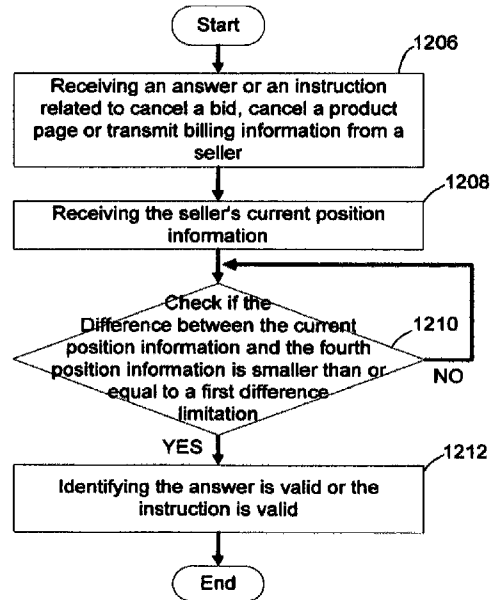 Start
1206
Receiving an answer or an instruction
related to cancel a bid, cancel a product
page or transmit billing information from a
seller
1208
Receiving the seller's current position
information
Check if the
Difference between the current
position information and the fourth
position information is smaller than or
equal to a first difference
limitation
1210
NO
YES
1212
Identifying the answer is valid or the
instruction is valid
End